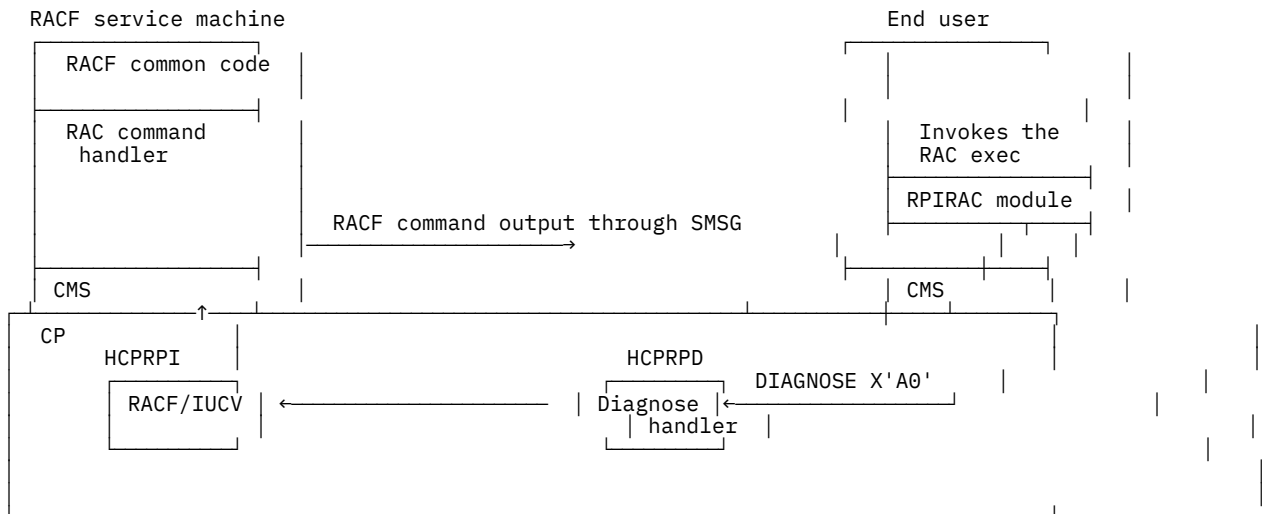 RACF service machine
End user
RACF common code
RAC command
handler
Invokes the
RAC exec
RPIRAC module
RACF command output through SMSG
CMS
CMS
CP
HCPRPI
HCPRPD
DIAGNOSE X'A0'
RACF/IUCV
Diagnose
handler